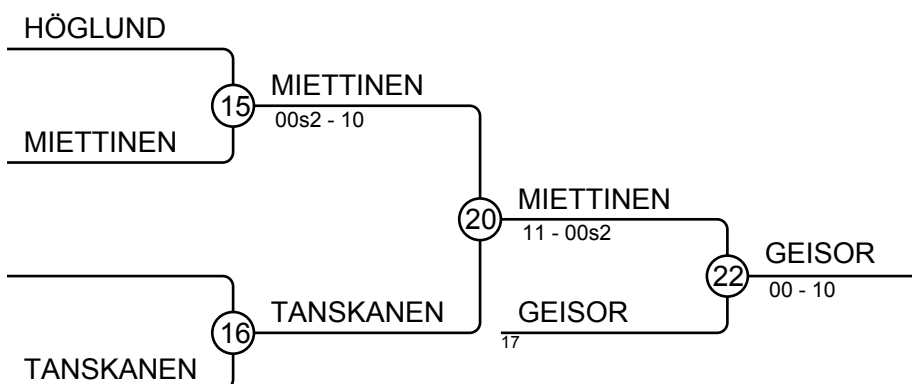 HÖGLUND
15
MIETTINEN
00s2 - 10
MIETTINEN
20
MIETTINEN
11 - 00s2
22
GEISOR
00 - 10
16
TANSKANEN
GEISOR
17
TANSKANEN